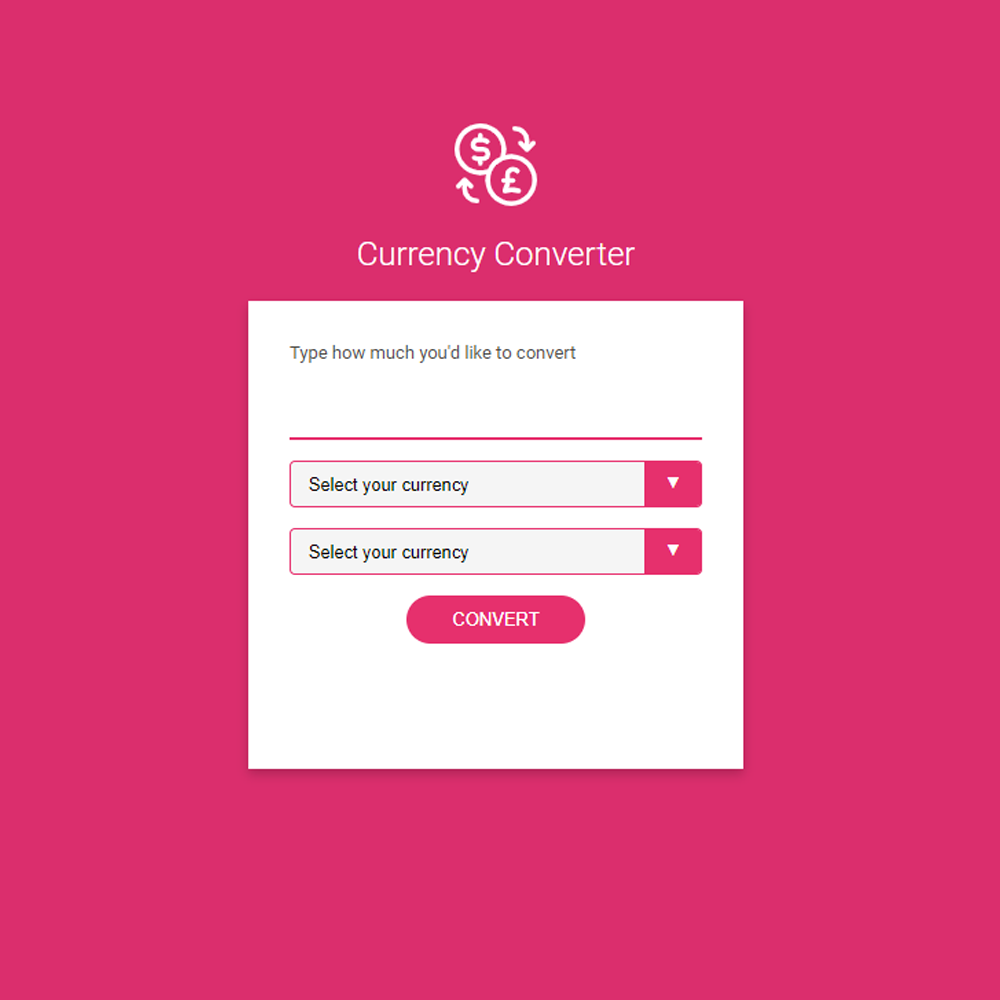 $
£
Currency Converter
Type how much you'd like to convert
Select your currency
Select your currency
CONVERT